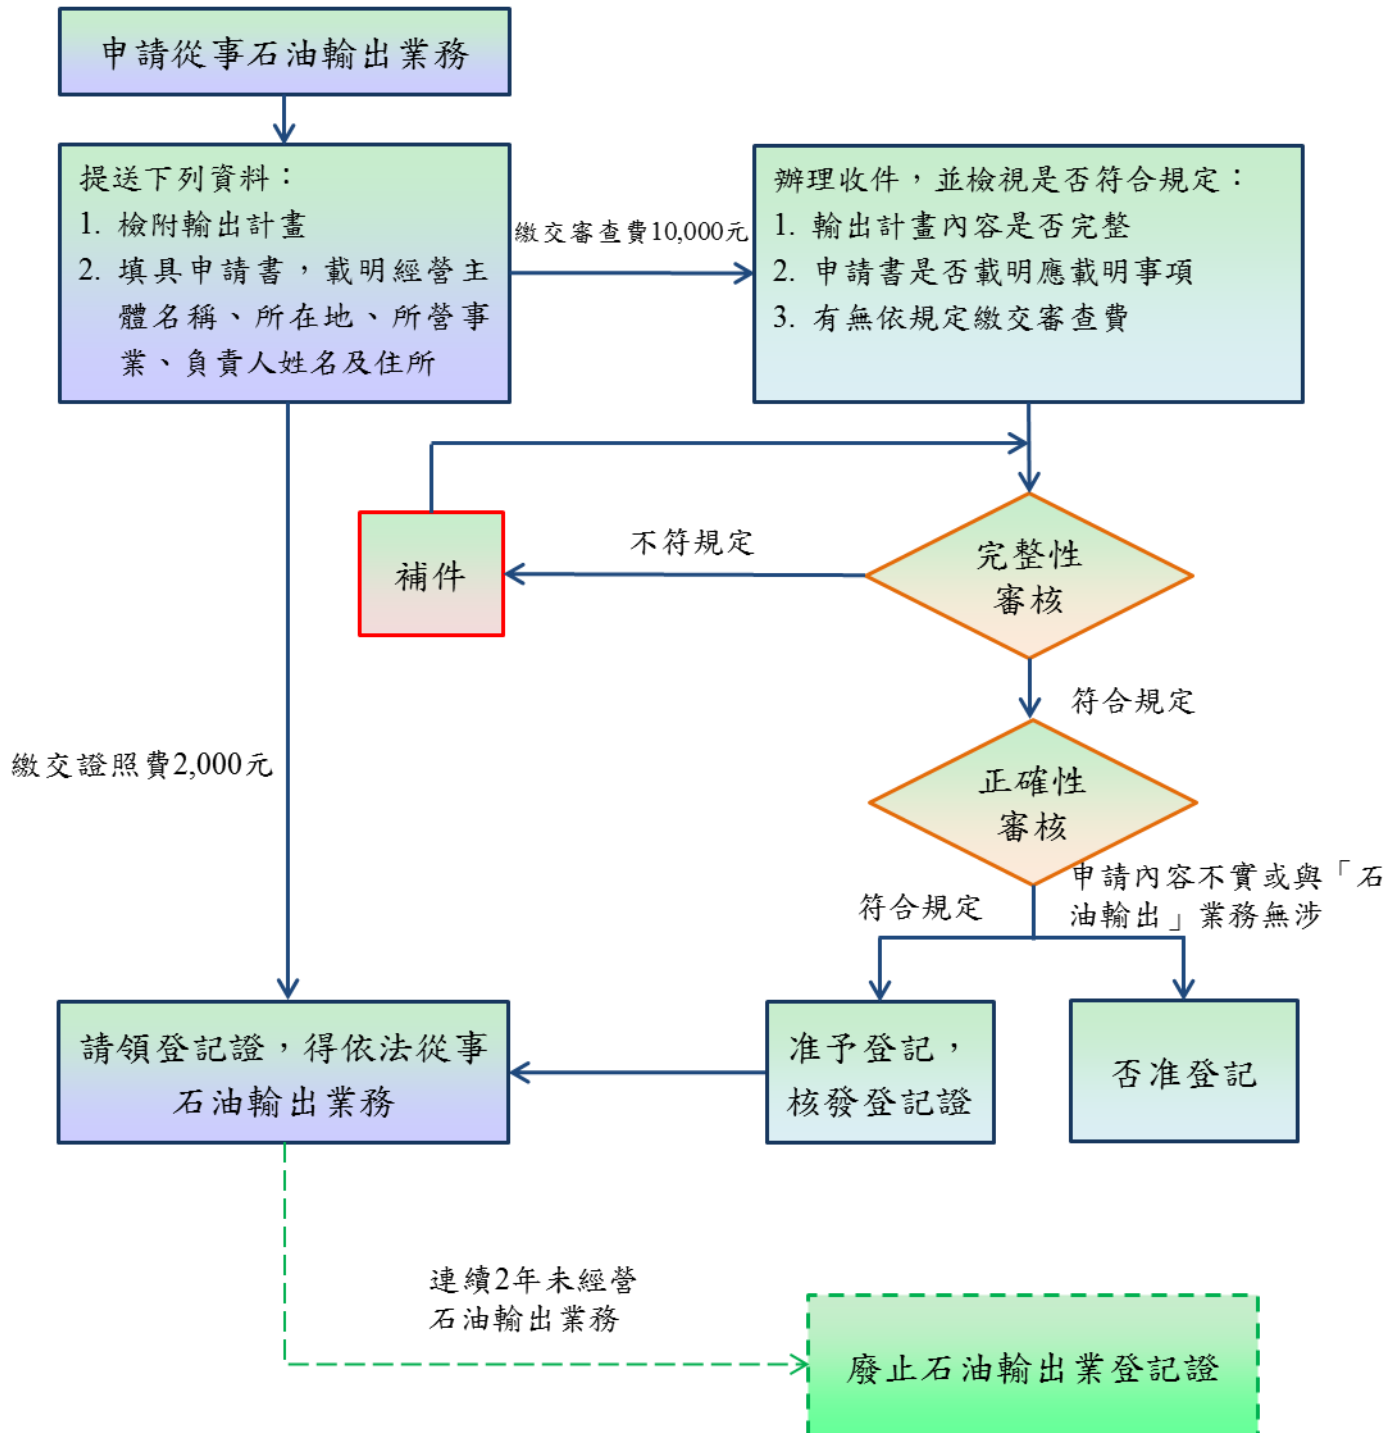 申請從事石油輸出業務
提送下列資料：
1. 檢附輸出計畫
2. 填具申請書，載明經營主
體名稱、所在地、所營事
業、負責人姓名及住所
繳交審查費10,000元
辦理收件，並檢視是否符合規定：
1. 輸出計畫內容是否完整
2. 申請書是否載明應載明事項
3. 有無依規定繳交審查費
完整性
審核
不符規定
補件
符合規定
正確性
審核
繳交證照費2,000元
符合規定
申請內容不實或與「石
油輸出」業務無涉
請領登記證，得依法從事
石油輸出業務
准予登記，
核發登記證
否准登記
連續2年未經營
石油輸出業務
廢止石油輸出業登記證